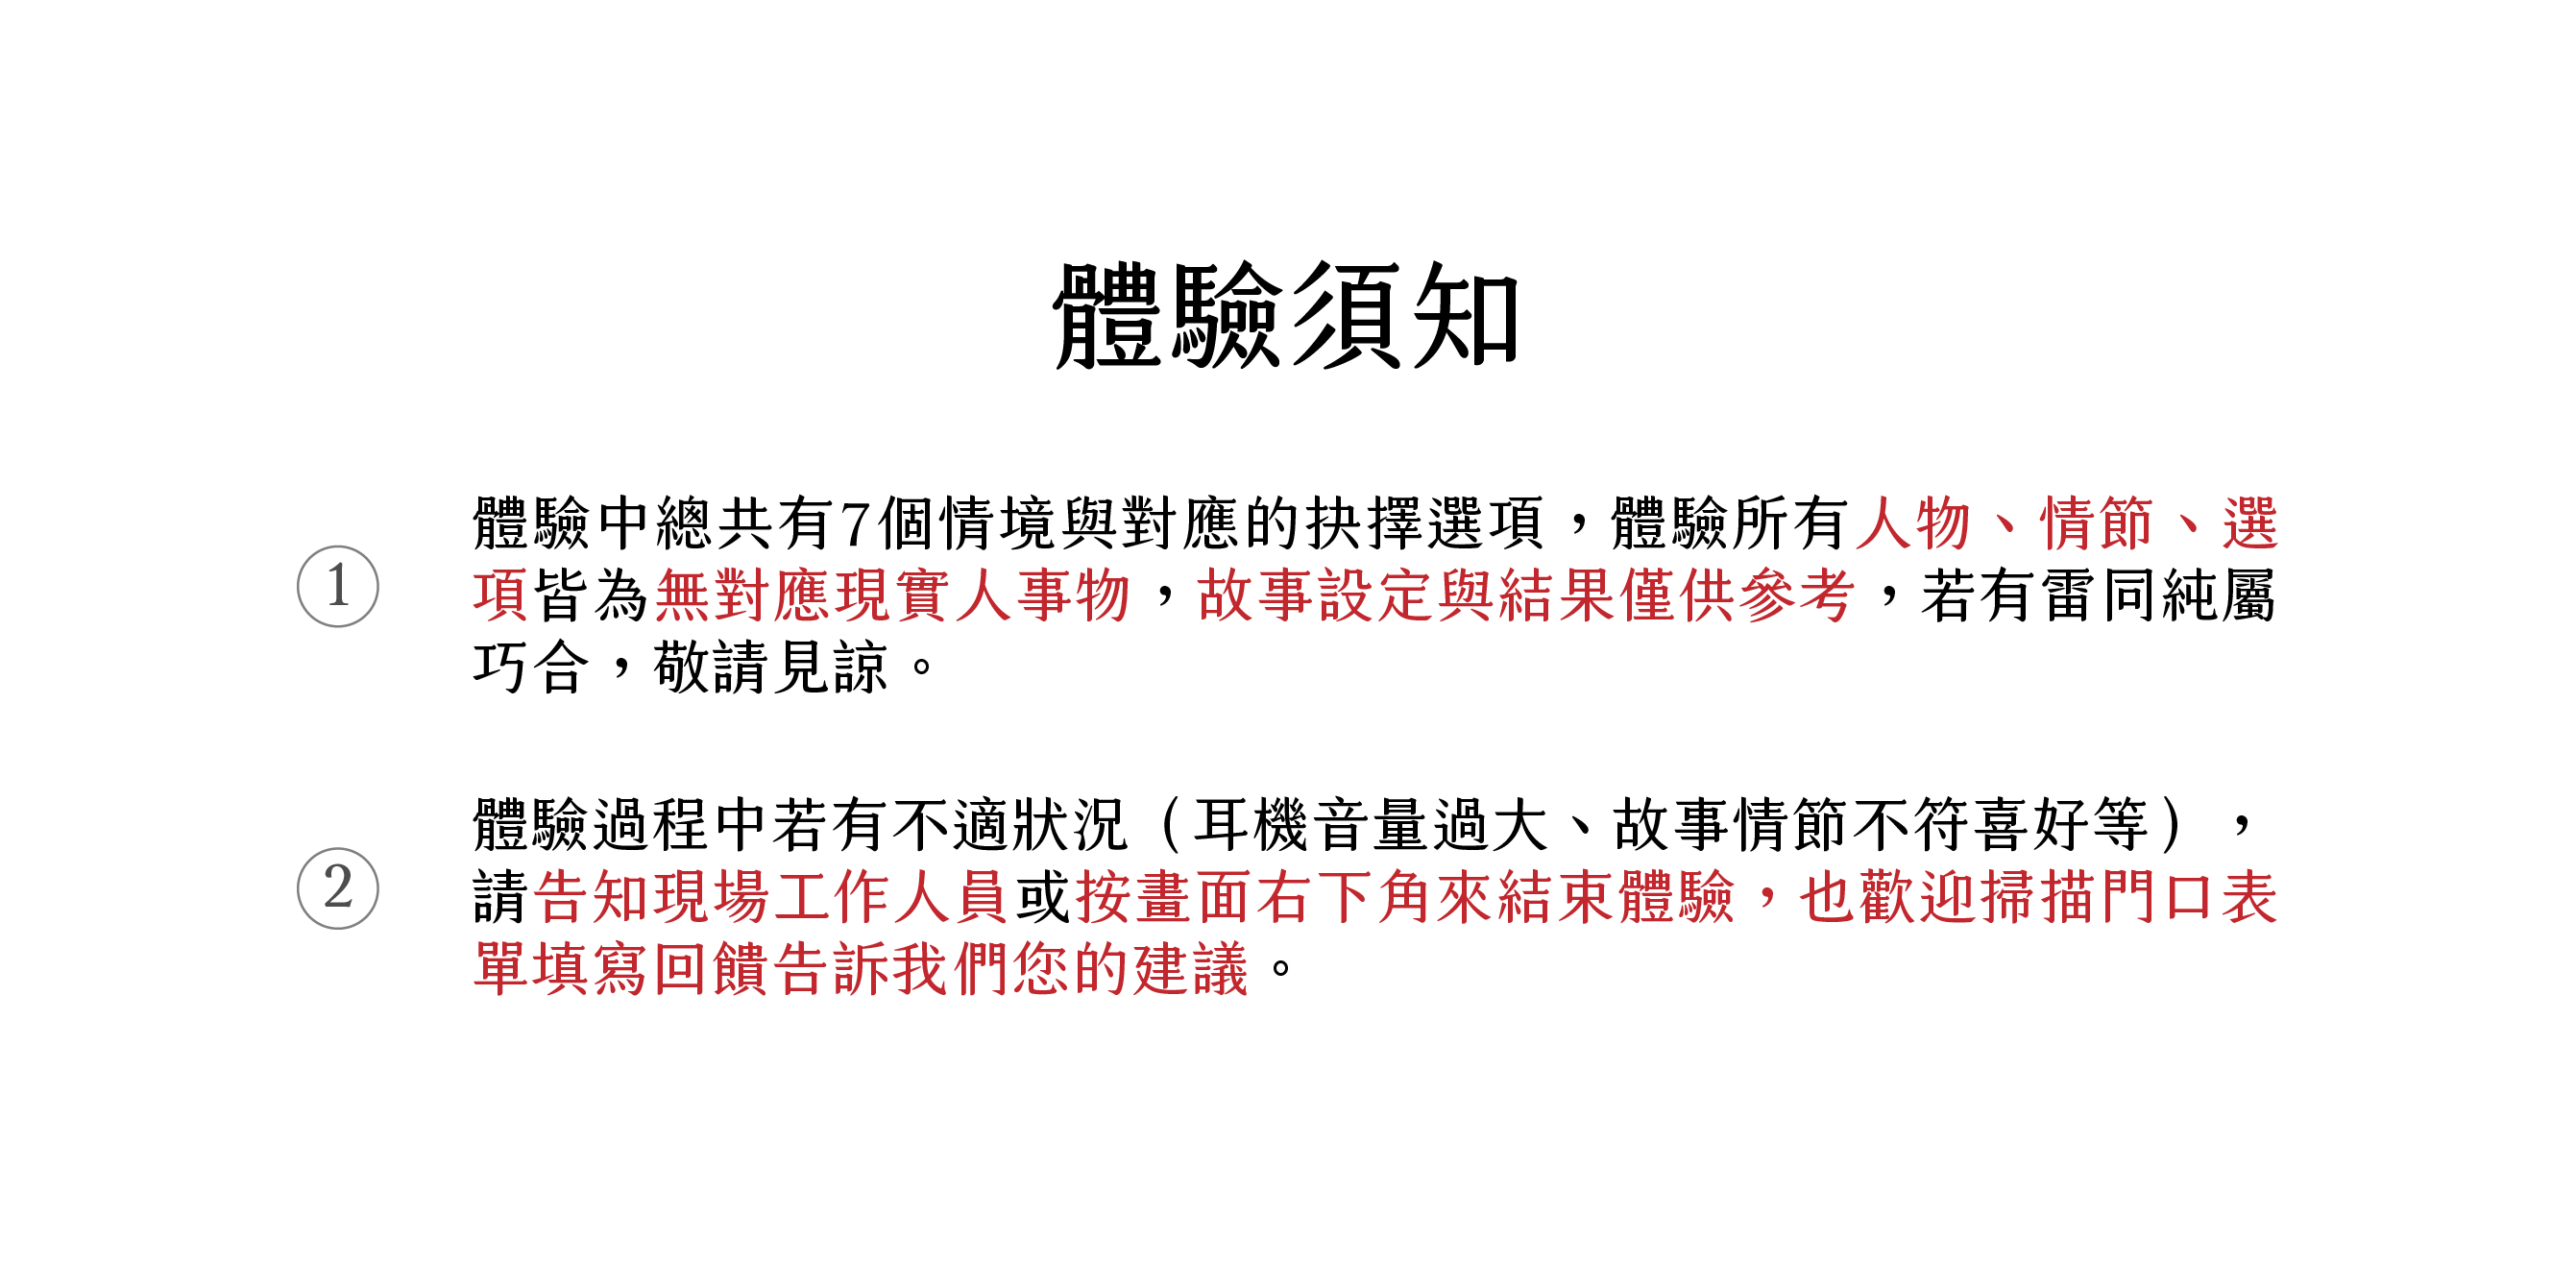 體驗須知
①
體驗中總共有7個情境與對應的抉擇選項，體驗所有人物、情節、選
項皆為無對應現實人事物，故事設定與結果僅供參考，若有雷同純屬
巧合，敬請見諒。
②
體驗過程中若有不適狀況（耳機音量過大、故事情節不符喜好等），
請告知現場工作人員或按畫面右下角來結束體驗，也歡迎掃描門口表
單填寫回饋告訴我們您的建議。